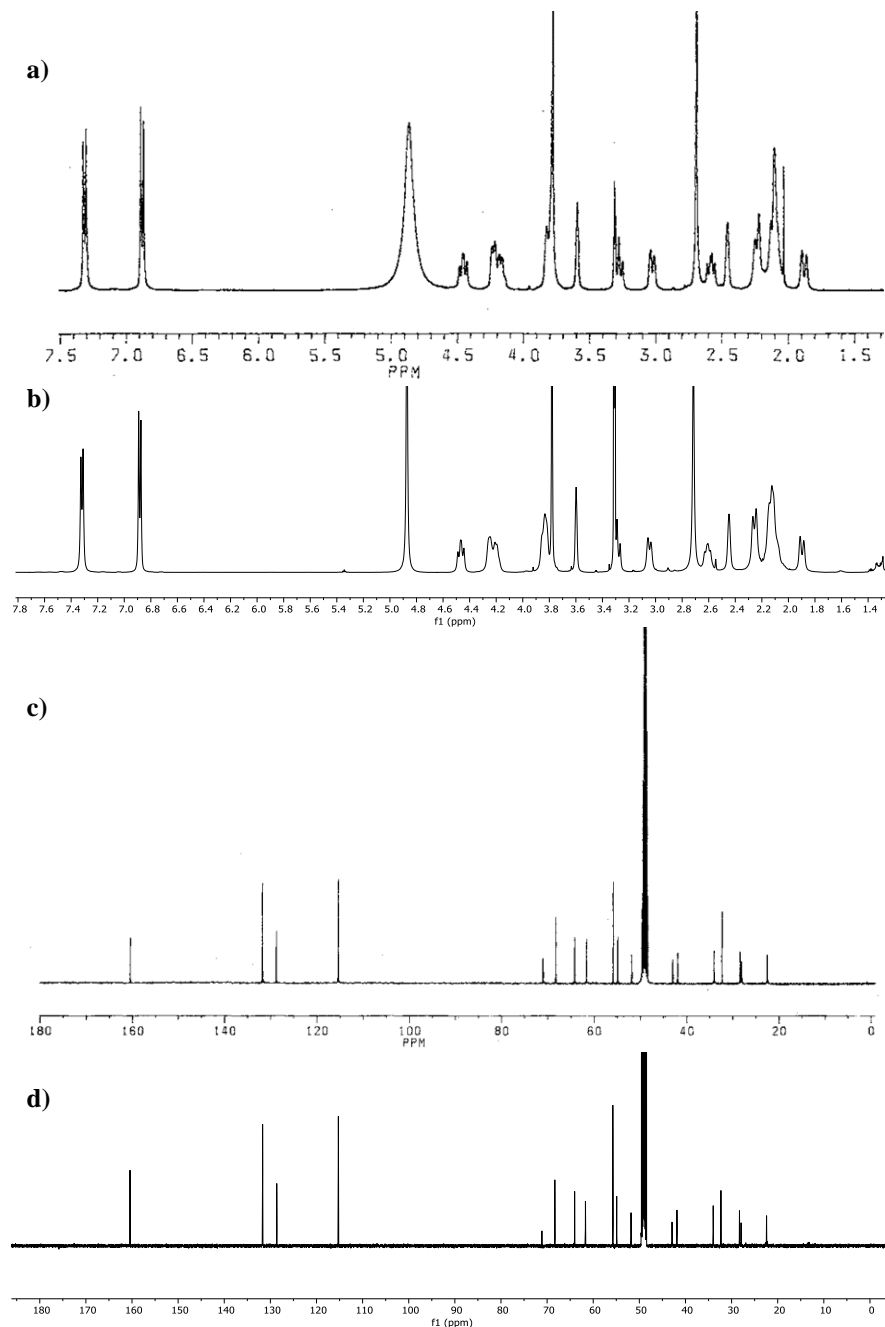 a)
7.5 7.0 6.5 6.0 5.5 5.0 4.5 4.0 3.5 3.0 2.5 2.0 1.5
PPM
b)
7.8 7.6 7.4 7.2 7.0 6.8 6.6 6.4 6.2 6.0 5.8 5.6 5.4 5.2 5.0 4.8 4.6 4.4 4.2 4.0 3.8 3.6 3.4 3.2 3.0 2.8 2.6 2.4 2.2 2.0 1.8 1.6 1.4
f1 (ppm)
c)
180 160 140 120 100 80 60 40 20 0
PPM
d)
180 170 160 150 140 130 120 110 100 90 80 70 60 50 40 30 20 10 0
f1 (ppm)